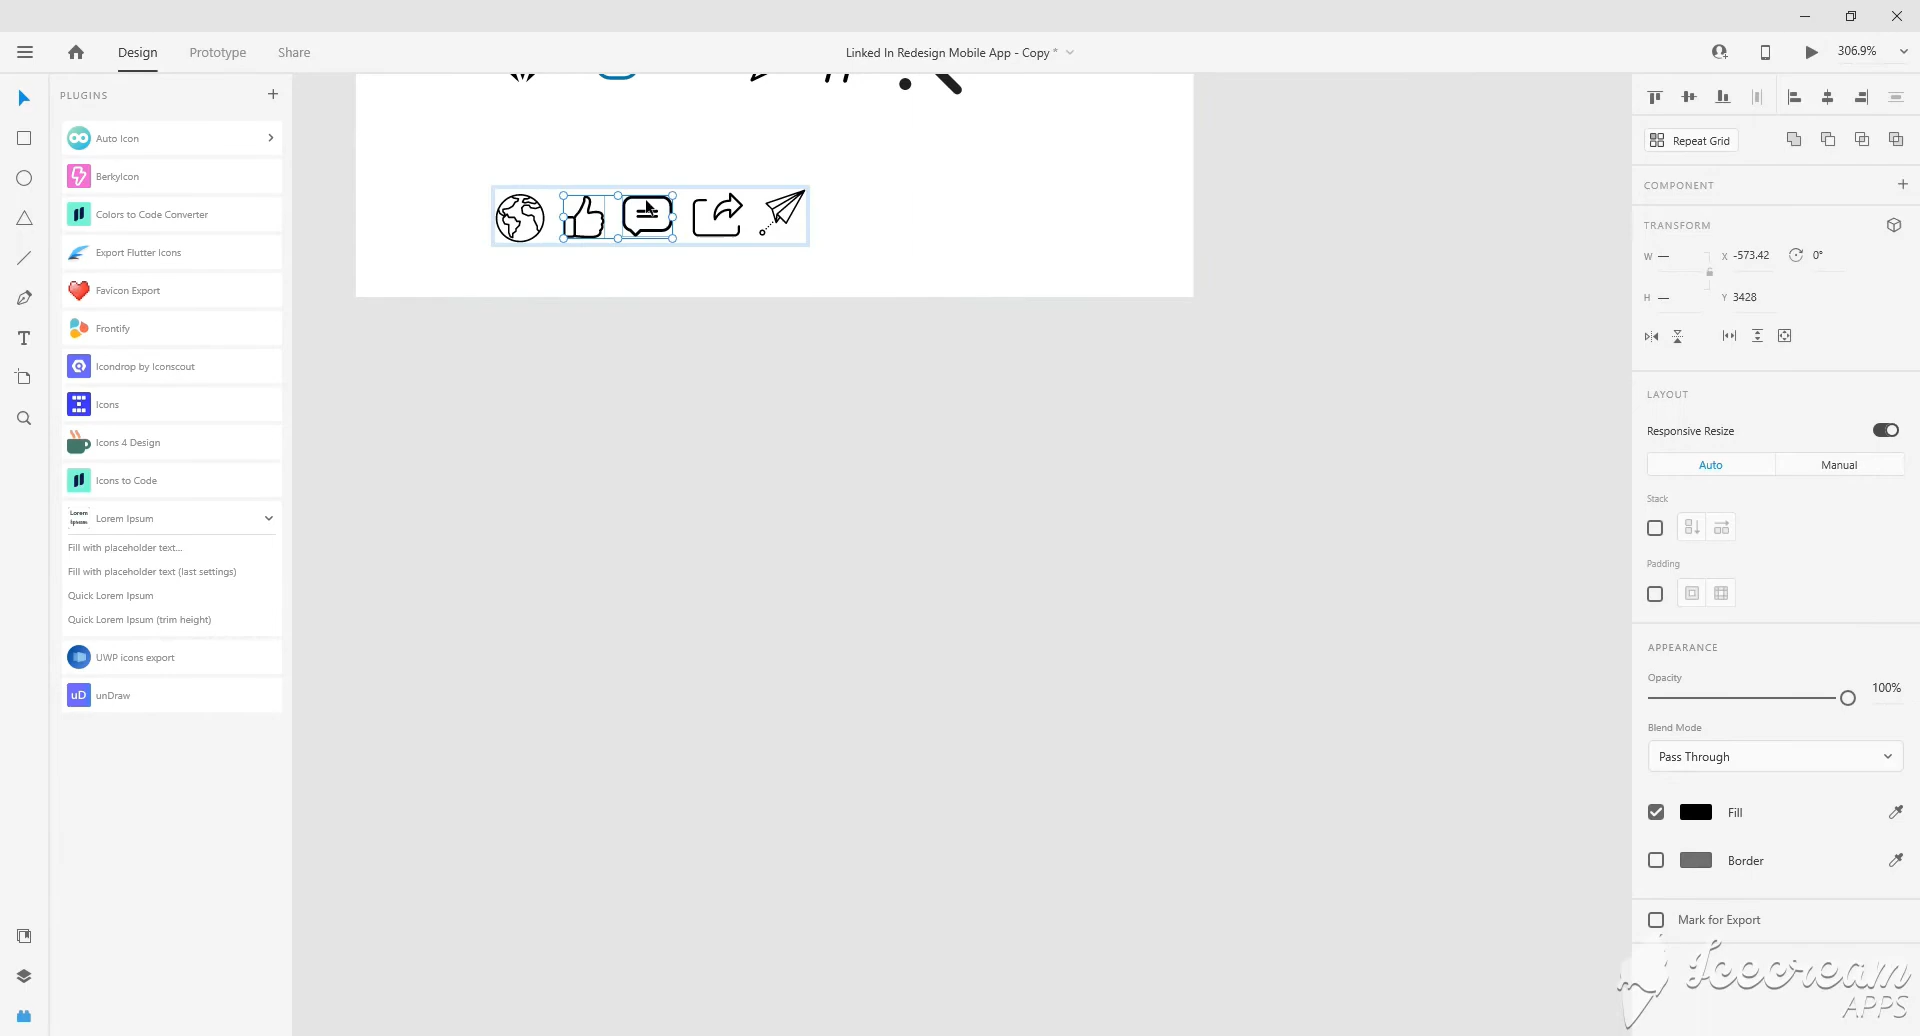 Design
Prototype
Share
Linked In Redesign Mobile App - Copy *
306.9%
PLUGINS
Auto Icon
BerkyIcon
Colors to Code Converter
Export Flutter Icons
Favicon Export
Frontify
Icondrop by Iconscout
Icons
Icons 4 Design
Icons to Code
Lorem
Ipsum
Lorem Ipsum
Fill with placeholder text...
Fill with placeholder text (last settings)
Quick Lorem Ipsum
Quick Lorem Ipsum (trim height)
UWP icons export
uD
unDraw
Repeat Grid
COMPONENT
TRANSFORM
W —
X -573.42
0°
H —
Y 3428
LAYOUT
Responsive Resize
Auto
Manual
Stack
Padding
APPEARANCE
Opacity
100%
Blend Mode
Pass Through
Fill
Border
Mark for Export
Icecream
APPS